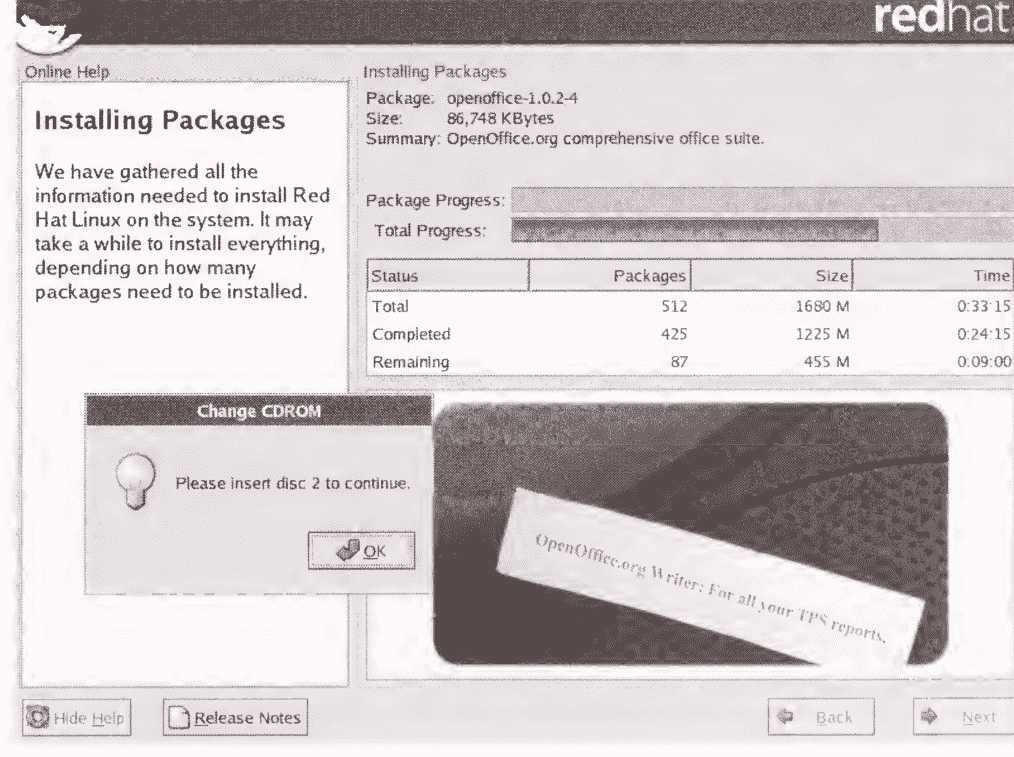 redhat
Online Help
Installing Packages
We have gathered all the
information needed to install Red
Hat Linux on the system. It may
take a while to install everything,
depending on how many
packages need to be installed.
Installing Packages
Package: openoffice-1.0.2-4
Size: 86,748 KBytes
Summary: OpenOffice.org comprehensive office suite.
Package Progress:
Total Progress:
Status Packages Size Time
Total 512 1680 M 0:33:15
Completed 425 1225 M 0:24:15
Remaining 87 455 M 0:09:00
Change CDROM
Please insert disc 2 to continue.
OK
OpenOffice.org Writer: For all your TPS reports.
Hide Help
Release Notes
Back
Next